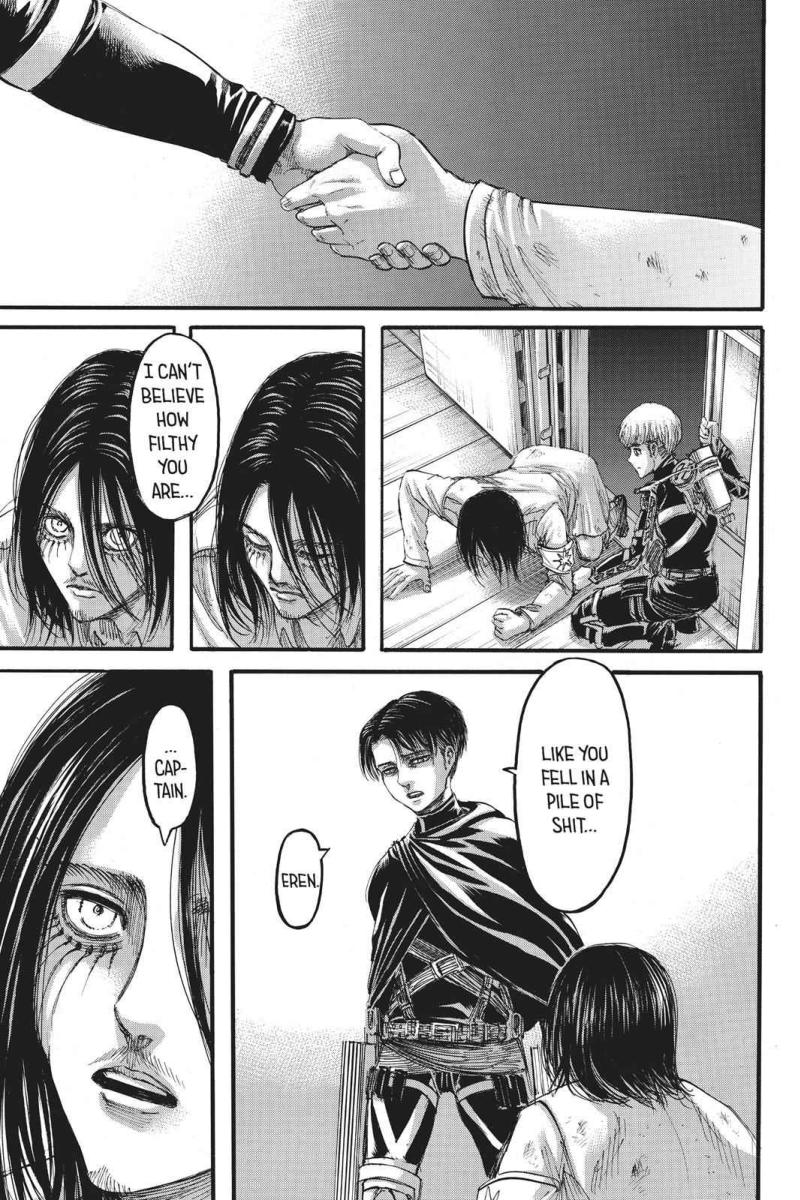 I CAN'T
BELIEVE
HOW
FILTHY
YOU
ARE...
LIKE YOU
FELL IN A
PILE OF
SHIT...
EREN.
...
CAP-
TAIN.